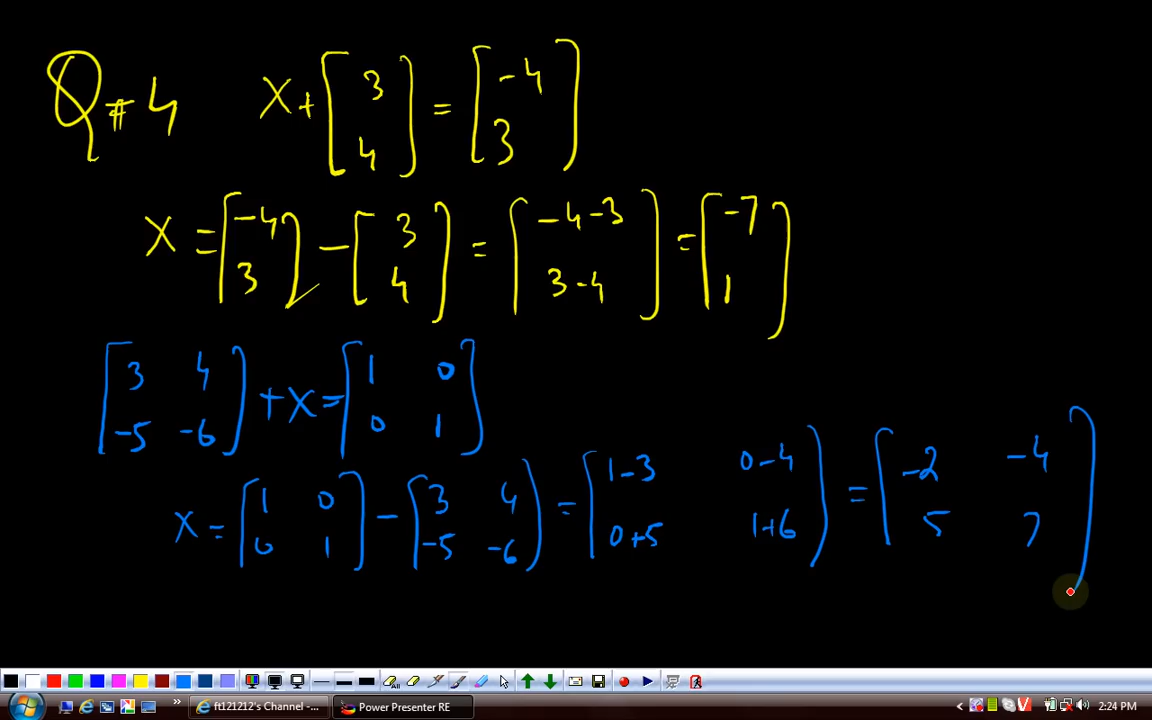 Q#4 X+[3 4] = [-4 3]
X = [-4 3] - [3 4] = [-4-3 3-4] = [-7 1]
[3 4 -5 -6] + X = [1 0 0 1]
X = [1 0 0 1] - [3 4 -5 -6] = [1-3 0-4 0+5 1+6] = [-2 -4 5 7]
All
ft121212's Channel -... Power Presenter RE 2:24 PM